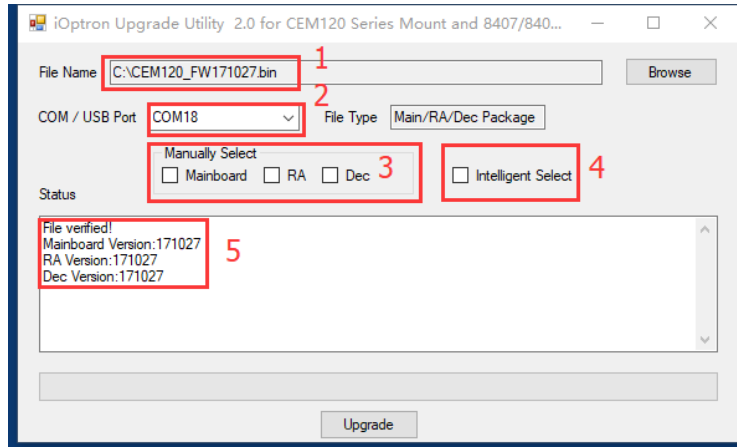 iOptron Upgrade Utility 2.0 for CEM120 Series Mount and 8407/840...
1
File Name C:\CEM120_FW171027.bin Browse
2
COM / USB Port COM18 File Type Main/RA/Dec Package
Manually Select
Mainboard RA Dec 3 Intelligent Select 4
Status
File verified!
Mainboard Version:171027
RA Version:171027
Dec Version:171027
5
Upgrade